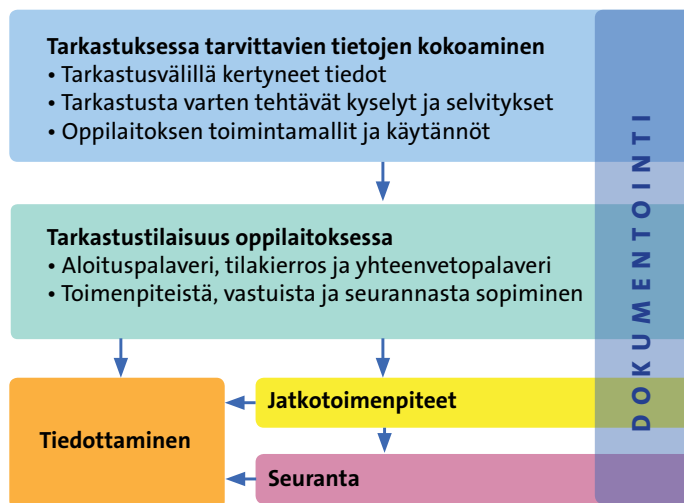 Tarkastuksessa tarvittavien tietojen kokoaminen
• Tarkastusvälillä kertyneet tiedot
• Tarkastusta varten tehtävät kyselyt ja selvitykset
• Oppilaitoksen toimintamallit ja käytännöt
Tarkastustilaisuus oppilaitoksessa
• Aloituspalaveri, tilakierros ja yhteenvetopalaveri
• Toimenpiteistä, vastuista ja seurannasta sopiminen
Tiedottaminen
Jatkotoimenpiteet
Seuranta
DOKUMENTOINTI